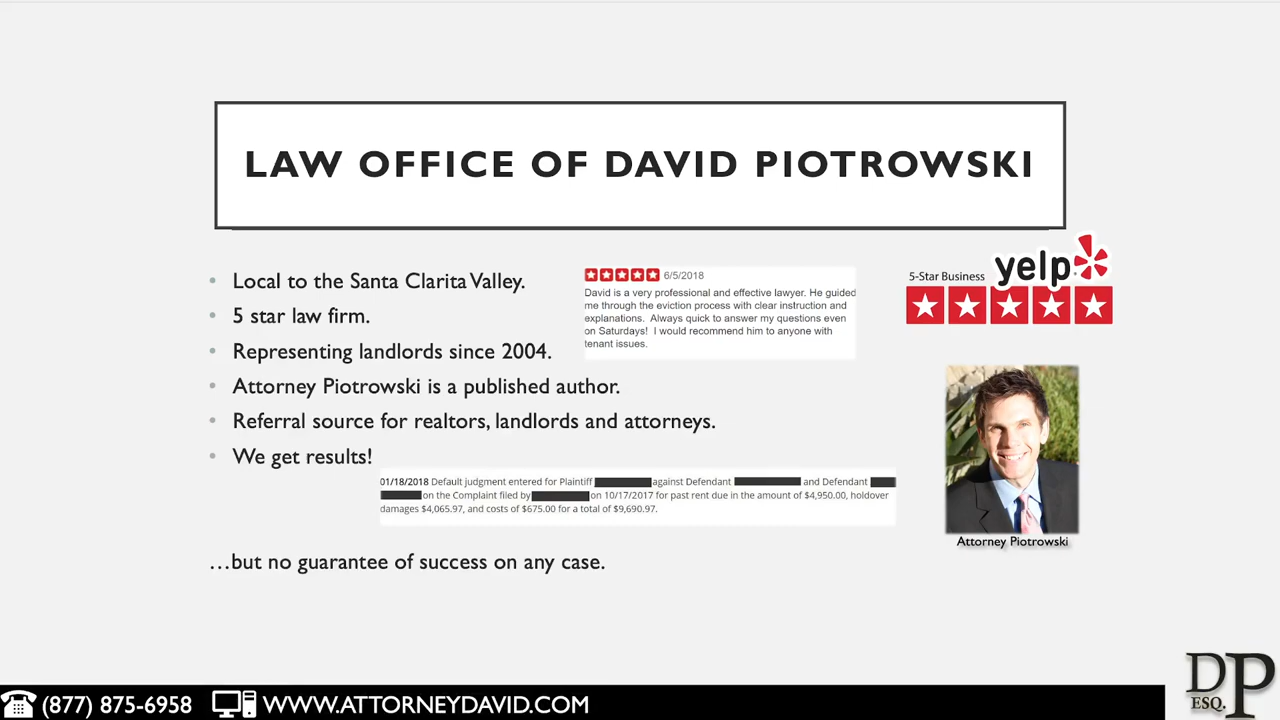 LAW OFFICE OF DAVID PIOTROWSKI
• Local to the Santa Clarita Valley.
• 5 star law firm.
• Representing landlords since 2004.
• Attorney Piotrowski is a published author.
• Referral source for realtors, landlords and attorneys.
• We get results!
6/5/2018
David is a very professional and effective lawyer. He guided
me through the eviction process with clear instruction and
explanations. Always quick to answer my questions even
on Saturdays! I would recommend him to anyone with
tenant issues.
5-Star Business
yelp
Attorney Piotrowski
01/18/2018 Default judgment entered for Plaintiff against Defendant and Defendant
on the Complaint filed by on 10/17/2017 for past rent due in the amount of $4,950.00, holdover
damages $4,065.97, and costs of $675.00 for a total of $9,690.97.
…but no guarantee of success on any case.
(877) 875-6958
WWW.ATTORNEYDAVID.COM
DP
ESQ.